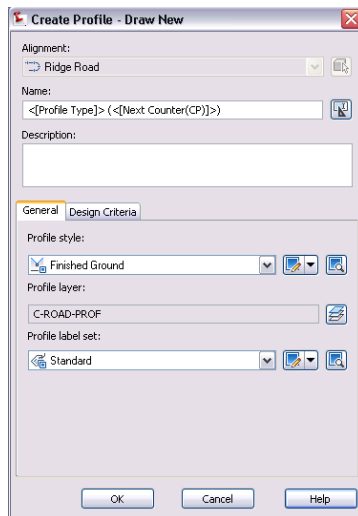 Create Profile - Draw New
Alignment:
Ridge Road
Name:
<[Profile Type]> (<[Next Counter(CP)]>)
Description:
General Design Criteria
Profile style:
Finished Ground
Profile layer:
C-ROAD-PROF
Profile label set:
Standard
OK Cancel Help